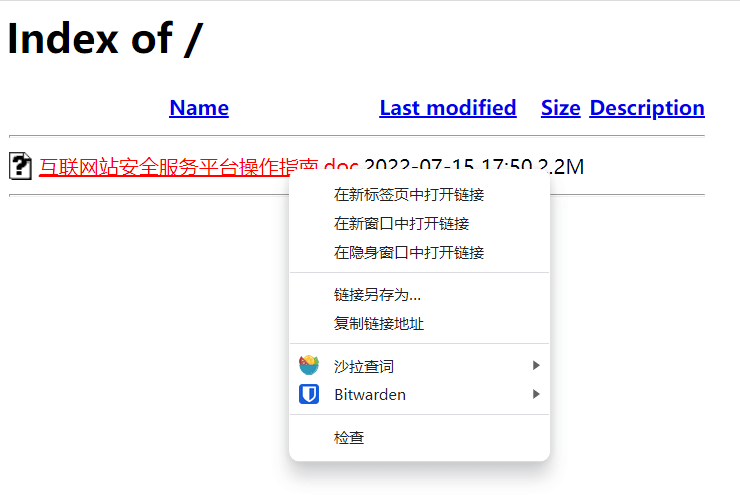 Index of /
Name Last modified Size Description
互联网站安全服务平台操作指南.doc 2022-07-15 17:50 2.2M
在新标签页中打开链接
在新窗口中打开链接
在隐身窗口中打开链接
链接另存为...
复制链接地址
沙拉查词
Bitwarden
检查